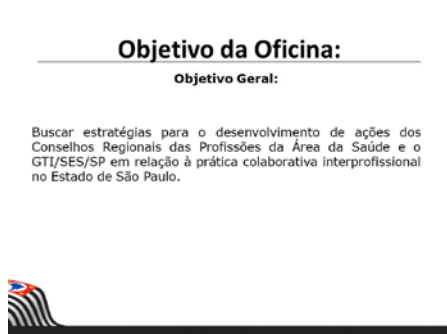 Objetivo da Oficina:
Objetivo Geral:
Buscar estratégias para o desenvolvimento de ações dos
Conselhos Regionais das Profissões da Área da Saúde e o
GTI/SES/SP em relação à prática colaborativa interprofissional
no Estado de São Paulo.